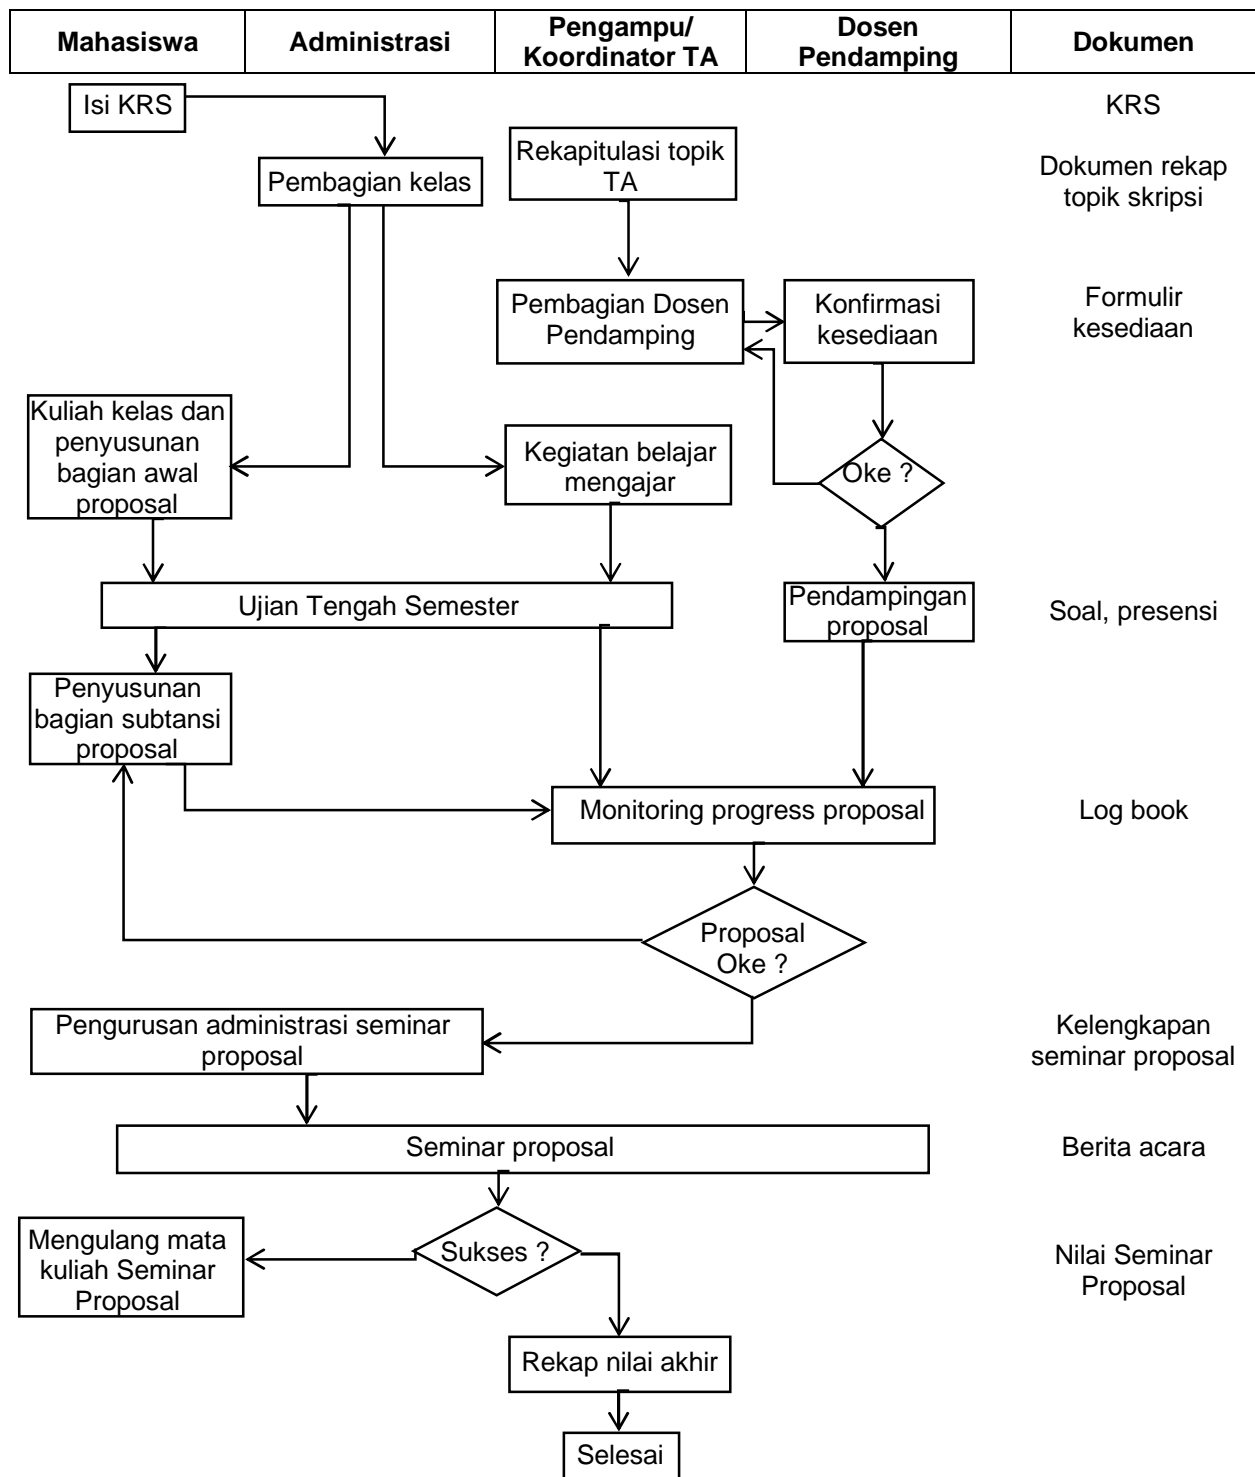 Mahasiswa
Administrasi
Pengampu/
Koordinator TA
Dosen
Pendamping
Dokumen
Isi KRS
KRS
Pembagian kelas
Rekapitulasi topik
TA
Dokumen rekap
topik skripsi
Pembagian Dosen
Pendamping
Konfirmasi
kesediaan
Formulir
kesediaan
Kuliah kelas dan
penyusunan
bagian awal
proposal
Kegiatan belajar
mengajar
Oke ?
Ujian Tengah Semester
Pendampingan
proposal
Soal, presensi
Penyusunan
bagian subtansi
proposal
Monitoring progress proposal
Log book
Proposal
Oke ?
Pengurusan administrasi seminar
proposal
Kelengkapan
seminar proposal
Seminar proposal
Berita acara
Mengulang mata
kuliah Seminar
Proposal
Sukses ?
Nilai Seminar
Proposal
Rekap nilai akhir
Selesai